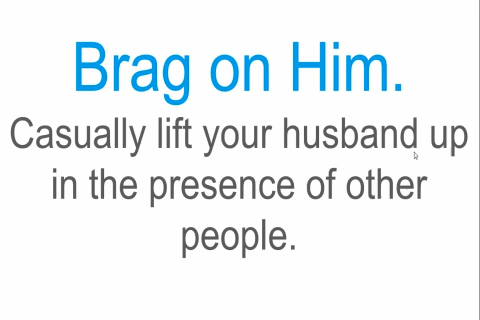 Brag on Him.
Casually lift your husband up
in the presence of other
people.